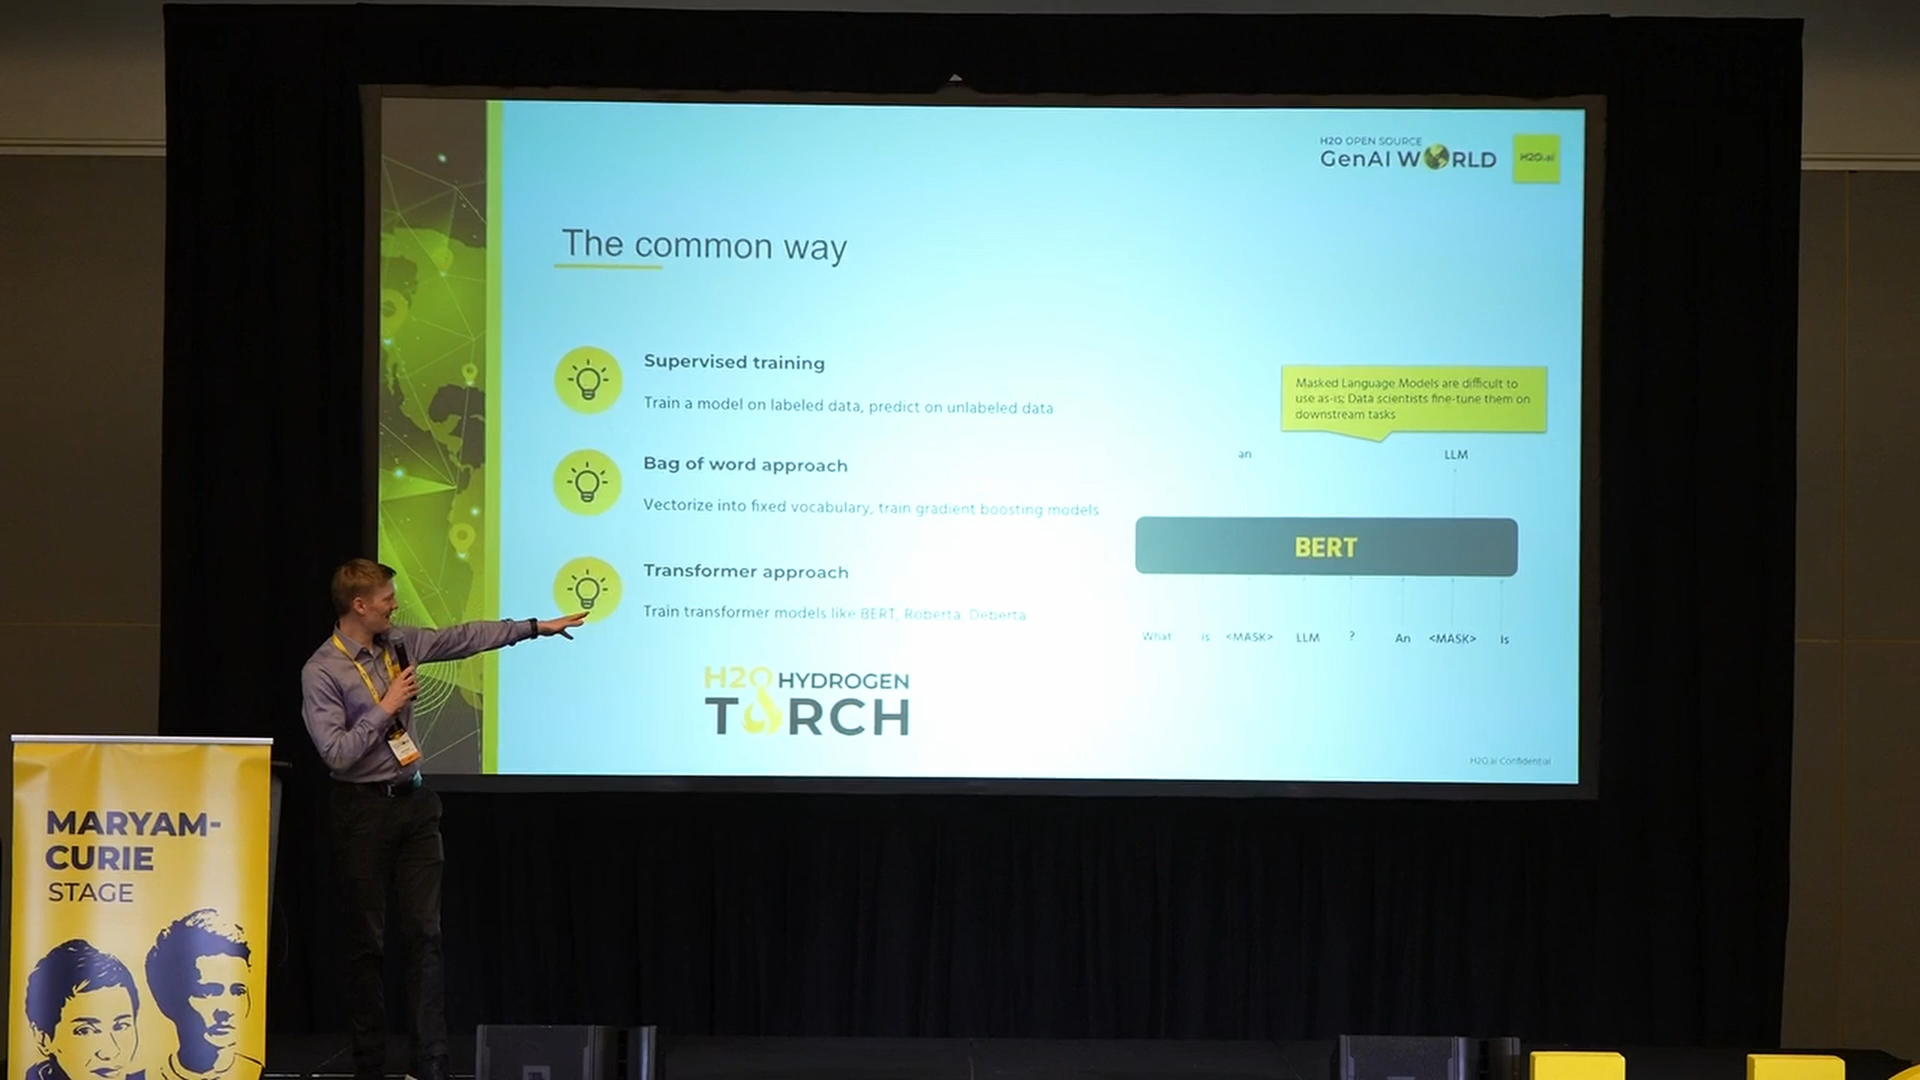 H2O OPEN SOURCE
GenAI WORLD
H2O.ai
The common way
Supervised training
Train a model on labeled data, predict on unlabeled data
Bag of word approach
Vectorize into fixed vocabulary, train gradient boosting models
Transformer approach
Train transformer models like BERT, Roberta, Deberta
H2O HYDROGEN
TORCH
Masked Language Models are difficult to
use as-is; Data scientists fine-tune them on
downstream tasks
an LLM
BERT
What is <MASK> LLM ? An <MASK> is
H2O.ai Confidential
MARYAM-
CURIE
STAGE